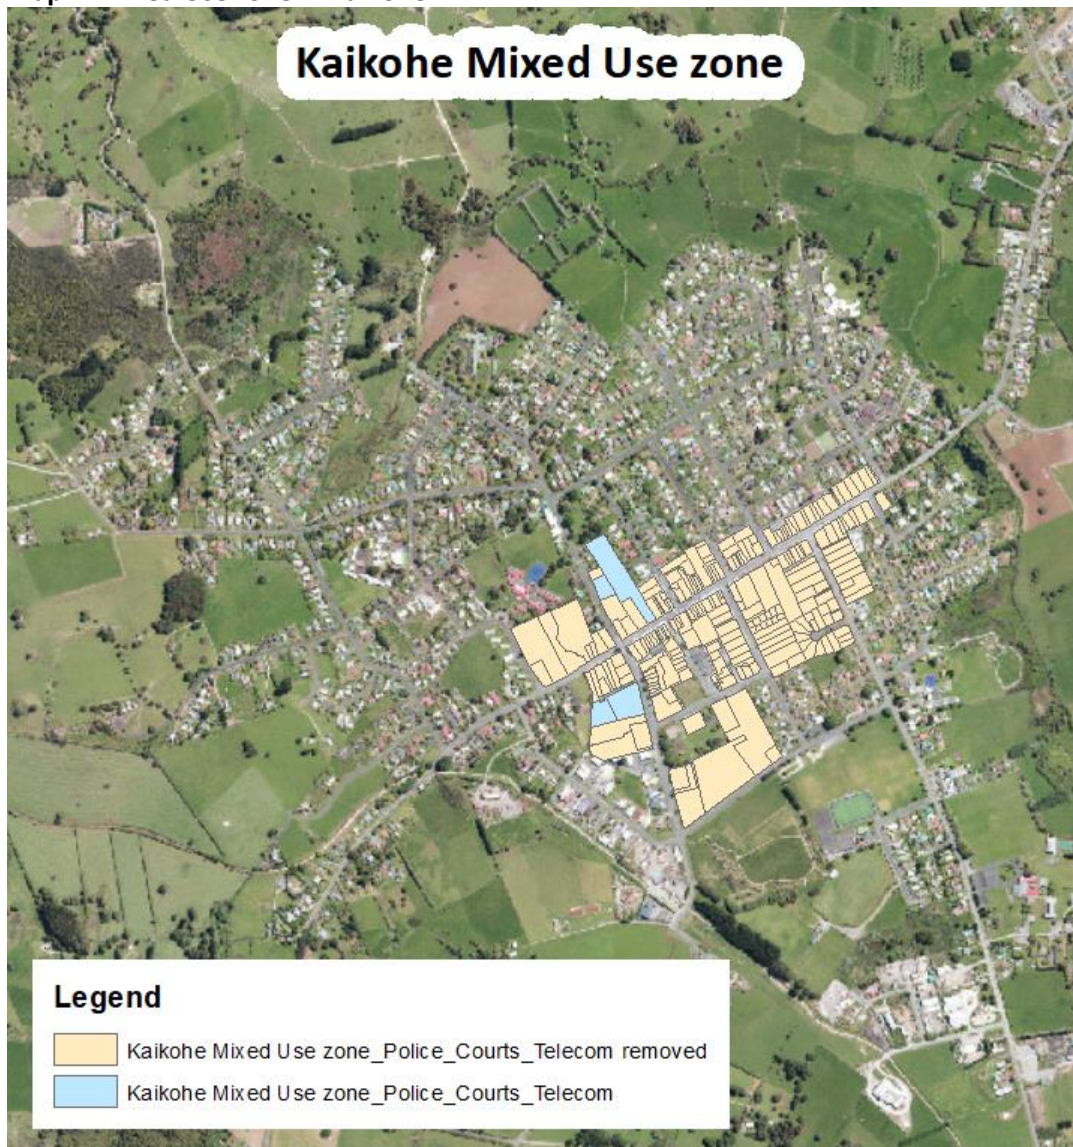 Kaikohe Mixed Use zone
Legend
Kaikohe Mixed Use zone_Police_Courts_Telecom removed
Kaikohe Mixed Use zone_Police_Courts_Telecom